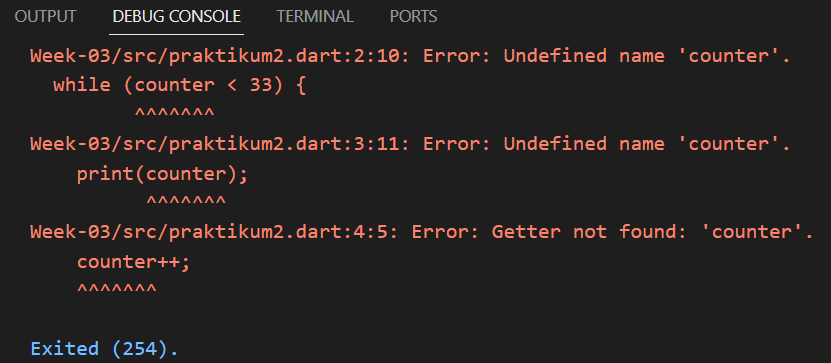 OUTPUT DEBUG CONSOLE TERMINAL PORTS
Week-03/src/praktikum2.dart:2:10: Error: Undefined name 'counter'.
  while (counter < 33) {
         ^^^^^^^
Week-03/src/praktikum2.dart:3:11: Error: Undefined name 'counter'.
    print(counter);
          ^^^^^^^
Week-03/src/praktikum2.dart:4:5: Error: Getter not found: 'counter'.
    counter++;
    ^^^^^^^
Exited (254).